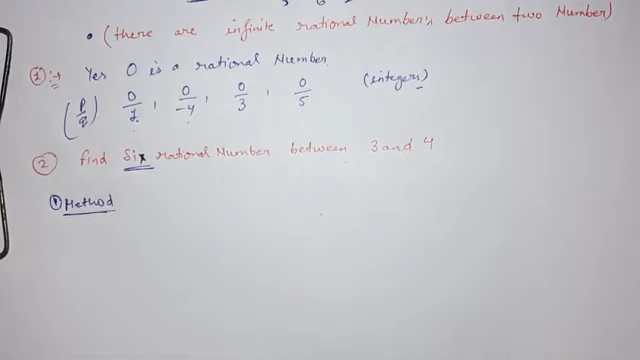 • (there are infinite rational Number's between two Number)
① :→ Yes 0 is a rational Number.
(p/q) 0/1, 0/-4, 0/3, 0/5 (integers)
② find Six rational Number between 3 and 4
① Method